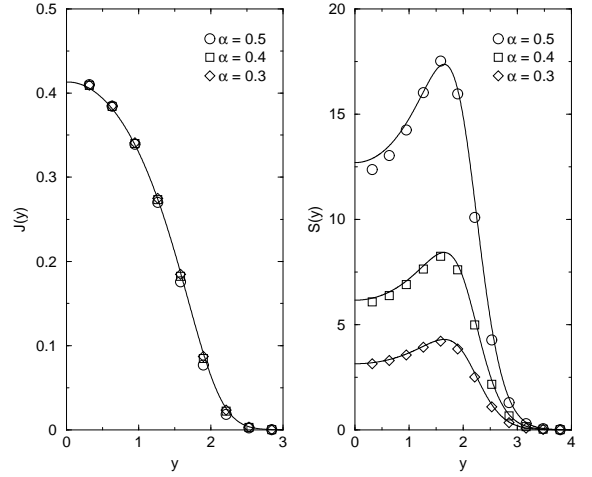 0.5
0.4
0.3
0.2
0.1
0
J(y)
0 1 2 3
y
α = 0.5
α = 0.4
α = 0.3
20
15
10
5
0
S(y)
0 1 2 3 4
y
α = 0.5
α = 0.4
α = 0.3